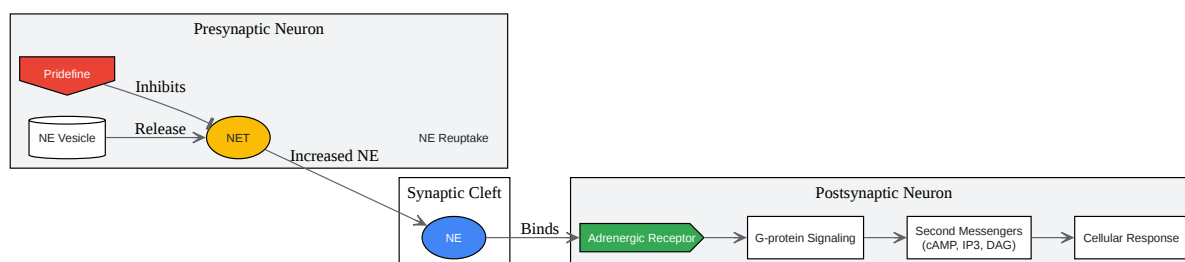 Presynaptic Neuron
Pridefine
Inhibits
NE Vesicle
Release
NET
NE Reuptake
Increased NE
Synaptic Cleft
NE
Binds
Postsynaptic Neuron
Adrenergic Receptor
G-protein Signaling
Second Messengers
(cAMP, IP3, DAG)
Cellular Response